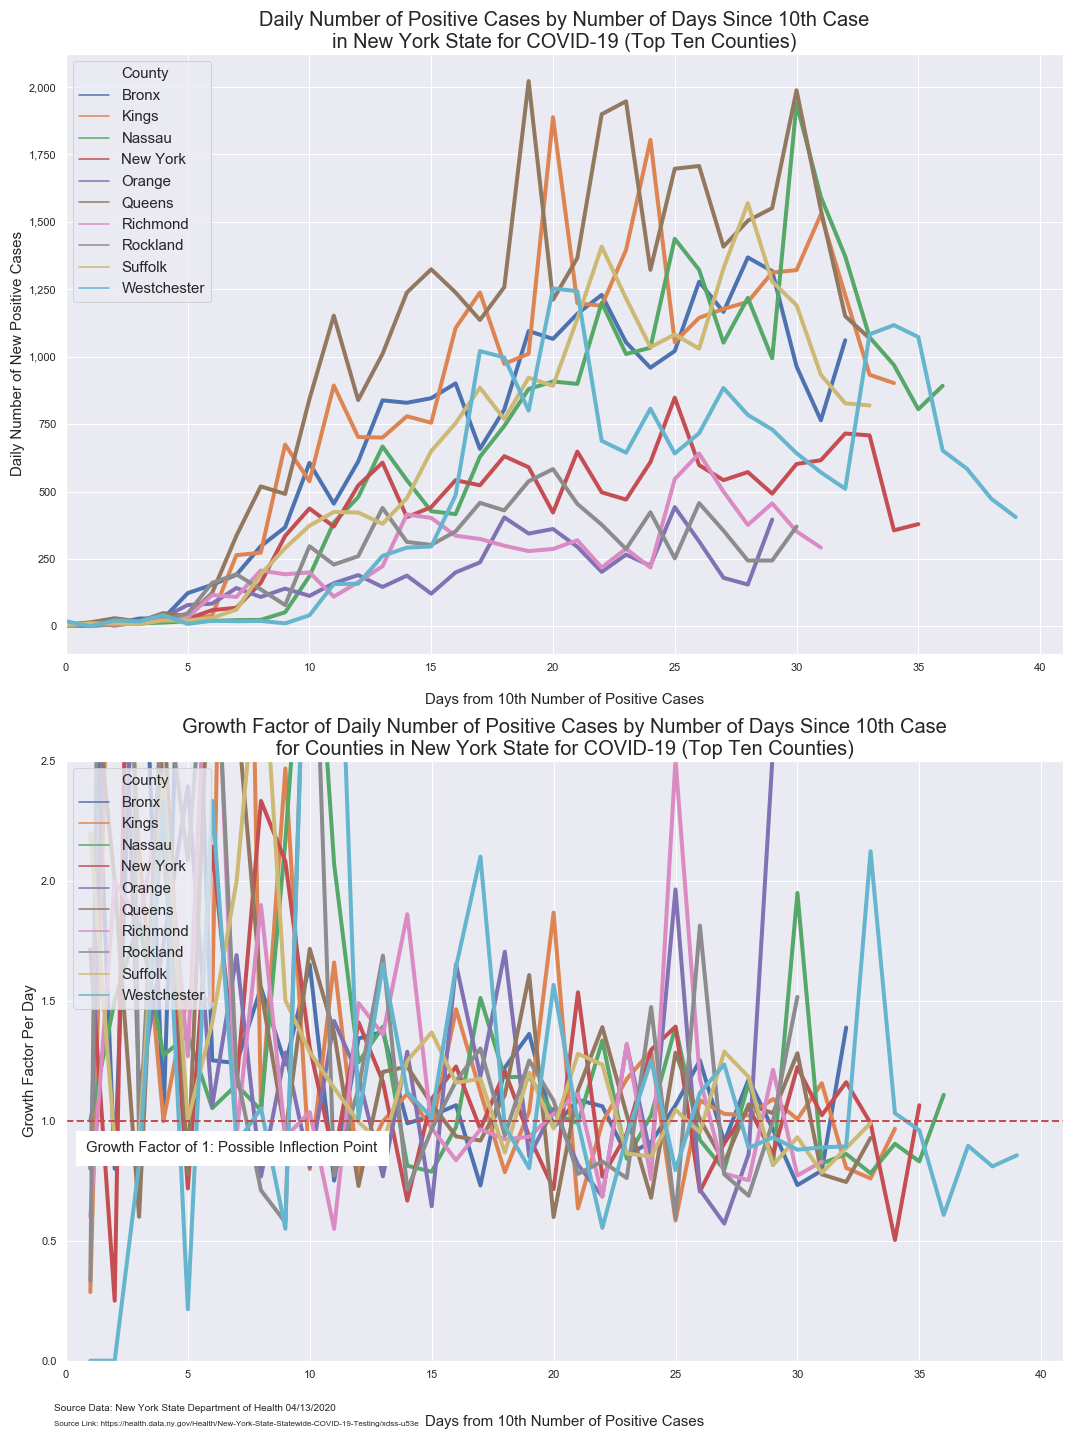 Daily Number of Positive Cases by Number of Days Since 10th Case
in New York State for COVID-19 (Top Ten Counties)
County
Bronx
Kings
Nassau
New York
Orange
Queens
Richmond
Rockland
Suffolk
Westchester
2,000
1,750
1,500
1,250
1,000
750
500
250
0
Daily Number of New Positive Cases
0 5 10 15 20 25 30 35 40
Days from 10th Number of Positive Cases
Growth Factor of Daily Number of Positive Cases by Number of Days Since 10th Case
for Counties in New York State for COVID-19 (Top Ten Counties)
County
Bronx
Kings
Nassau
New York
Orange
Queens
Richmond
Rockland
Suffolk
Westchester
2.5
2.0
1.5
1.0
0.5
0.0
Growth Factor Per Day
Growth Factor of 1: Possible Inflection Point
0 5 10 15 20 25 30 35 40
Source Data: New York State Department of Health 04/13/2020
Source Link: https://health.data.ny.gov/Health/New-York-State-Statewide-COVID-19-Testing/xdss-u53e
Days from 10th Number of Positive Cases